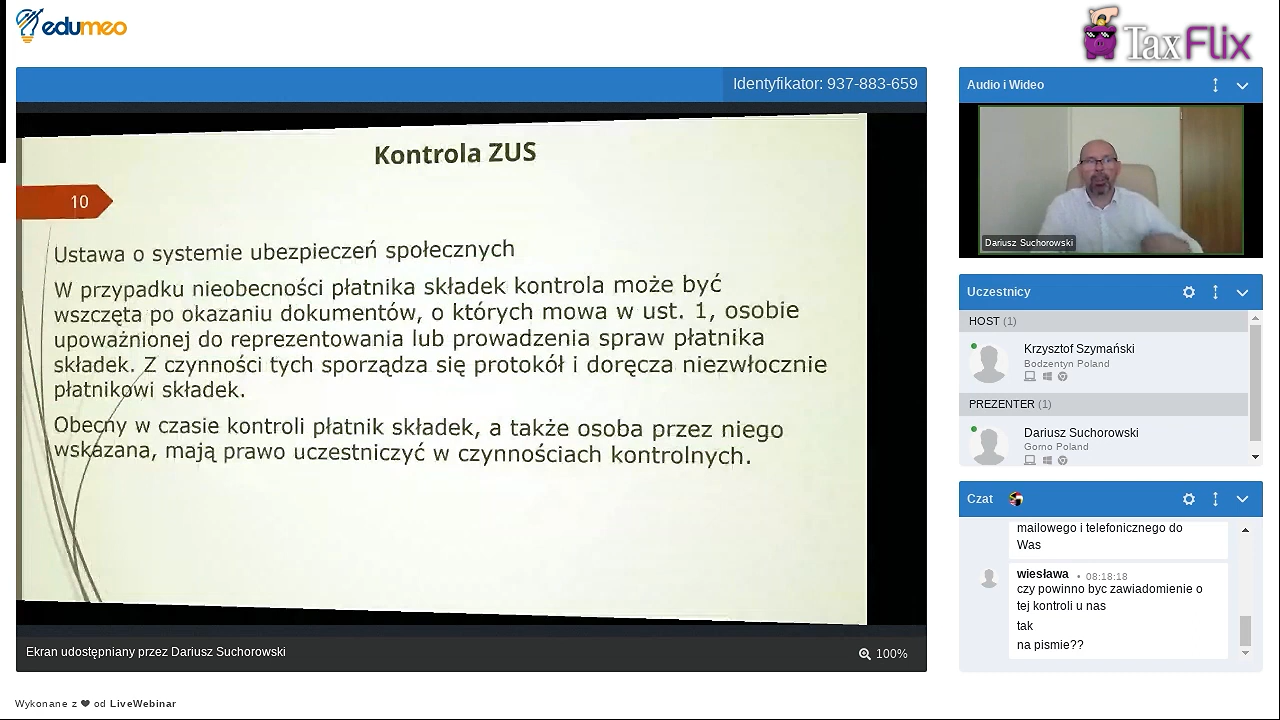 edumeo
TaxFlix
Identyfikator: 937-883-659
Kontrola ZUS
10
Ustawa o systemie ubezpieczeń społecznych
W przypadku nieobecności płatnika składek kontrola może być
wszczęta po okazaniu dokumentów, o których mowa w ust. 1, osobie
upoważnionej do reprezentowania lub prowadzenia spraw płatnika
składek. Z czynności tych sporządza się protokół i doręcza niezwłocznie
płatnikowi składek.
Obecny w czasie kontroli płatnik składek, a także osoba przez niego
wskazana, mają prawo uczestniczyć w czynnościach kontrolnych.
Ekran udostępniany przez Dariusz Suchorowski
100%
Wykonane z od LiveWebinar
Audio i Wideo
Dariusz Suchorowski
Uczestnicy
HOST (1)
Krzysztof Szymański
Bodzentyn Poland
PREZENTER (1)
Dariusz Suchorowski
Gorno Poland
Czat
mailowego i telefonicznego do
Was
wiesława • 08:18:18
czy powinno byc zawiadomienie o
tej kontroli u nas
tak
na pismie??